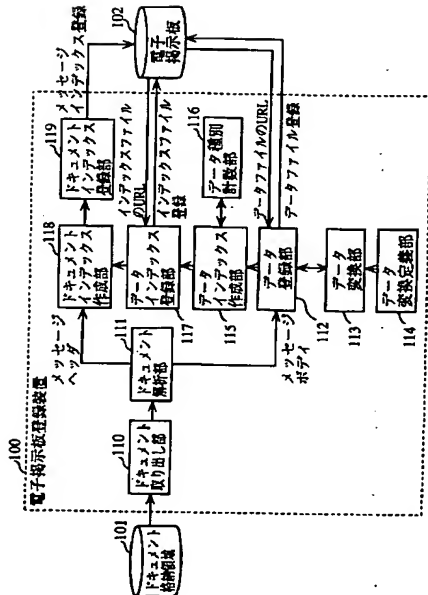 100
電子掲示板登録装置
101
ドキュメント
格納領域
110
ドキュメント
取り出し部
111
ドキュメント
解析部
メッセージ
ヘッダ
メッセージ
ボディ
118
ドキュメント
インデックス
作成部
119
ドキュメント
インデックス
登録部
メッセージ
インデックス登録
102
電子
掲示板
117
データ
インデックス
登録部
インデックスファイル
のURL
インデックスファイル
登録
115
データ
インデックス
作成部
116
データ種別
計数部
112
データ
登録部
データファイルのURL
データファイル登録
113
データ
変換部
114
データ
変換定義部